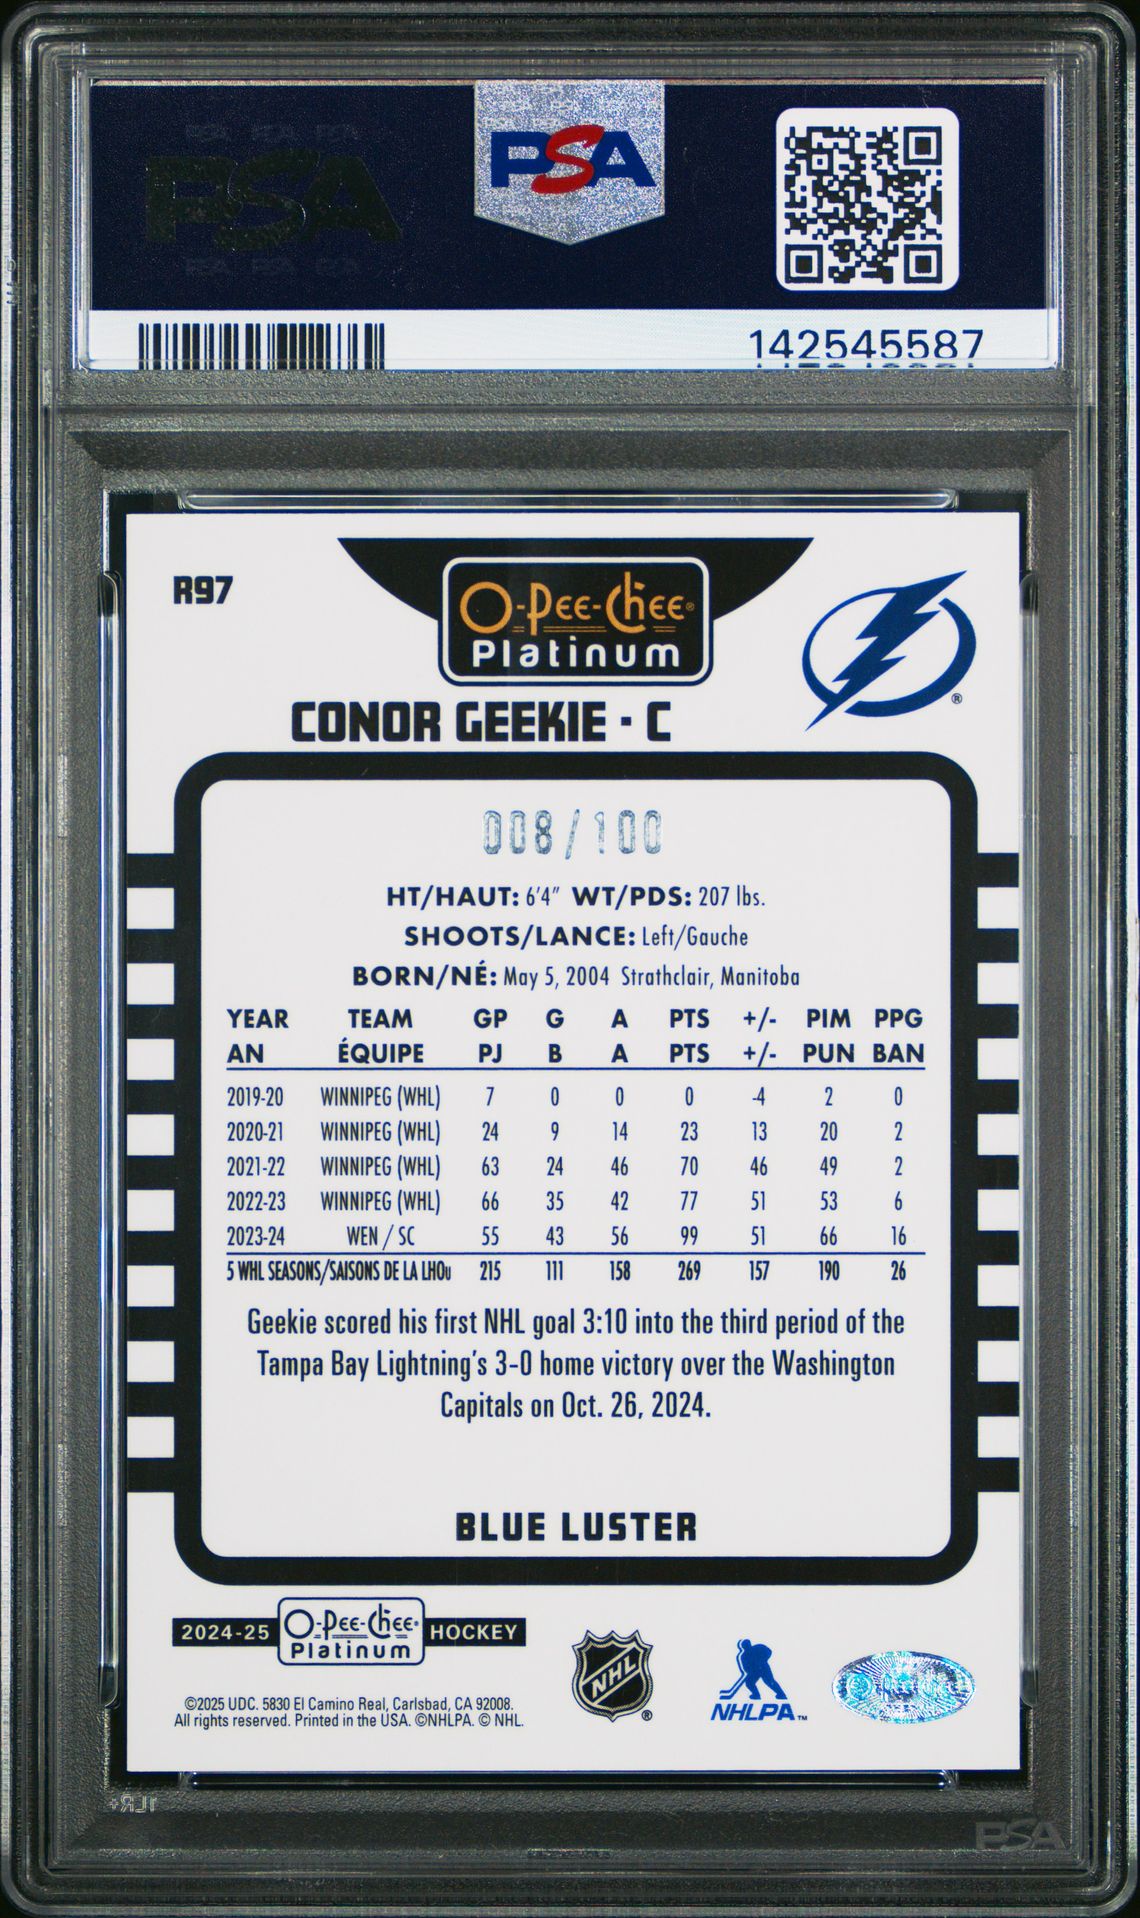 PSA
PSA
142545587
R97
O-Pee-Chee®
Platinum
CONOR GEEKIE - C
008/100
HT/HAUT: 6'4" WT/PDS: 207 lbs.
SHOOTS/LANCE: Left/Gauche
BORN/NÉ: May 5, 2004 Strathclair, Manitoba
YEAR TEAM GP G A PTS +/- PIM PPG
AN ÉQUIPE PJ B A PTS +/- PUN BAN
2019-20 WINNIPEG (WHL) 7 0 0 0 -4 2 0
2020-21 WINNIPEG (WHL) 24 9 14 23 13 20 2
2021-22 WINNIPEG (WHL) 63 24 46 70 46 49 2
2022-23 WINNIPEG (WHL) 66 35 42 77 51 53 6
2023-24 WEN / SC 55 43 56 99 51 66 16
5 WHL SEASONS/SAISONS DE LA LHOu 215 111 158 269 157 190 26
Geekie scored his first NHL goal 3:10 into the third period of the
Tampa Bay Lightning's 3-0 home victory over the Washington
Capitals on Oct. 26, 2024.
BLUE LUSTER
2024-25 O-Pee-Chee® Platinum HOCKEY
NHL®
NHLPA™
©2025 UDC. 5830 El Camino Real, Carlsbad, CA 92008.
All rights reserved. Printed in the USA. ©NHLPA. © NHL.
PSA